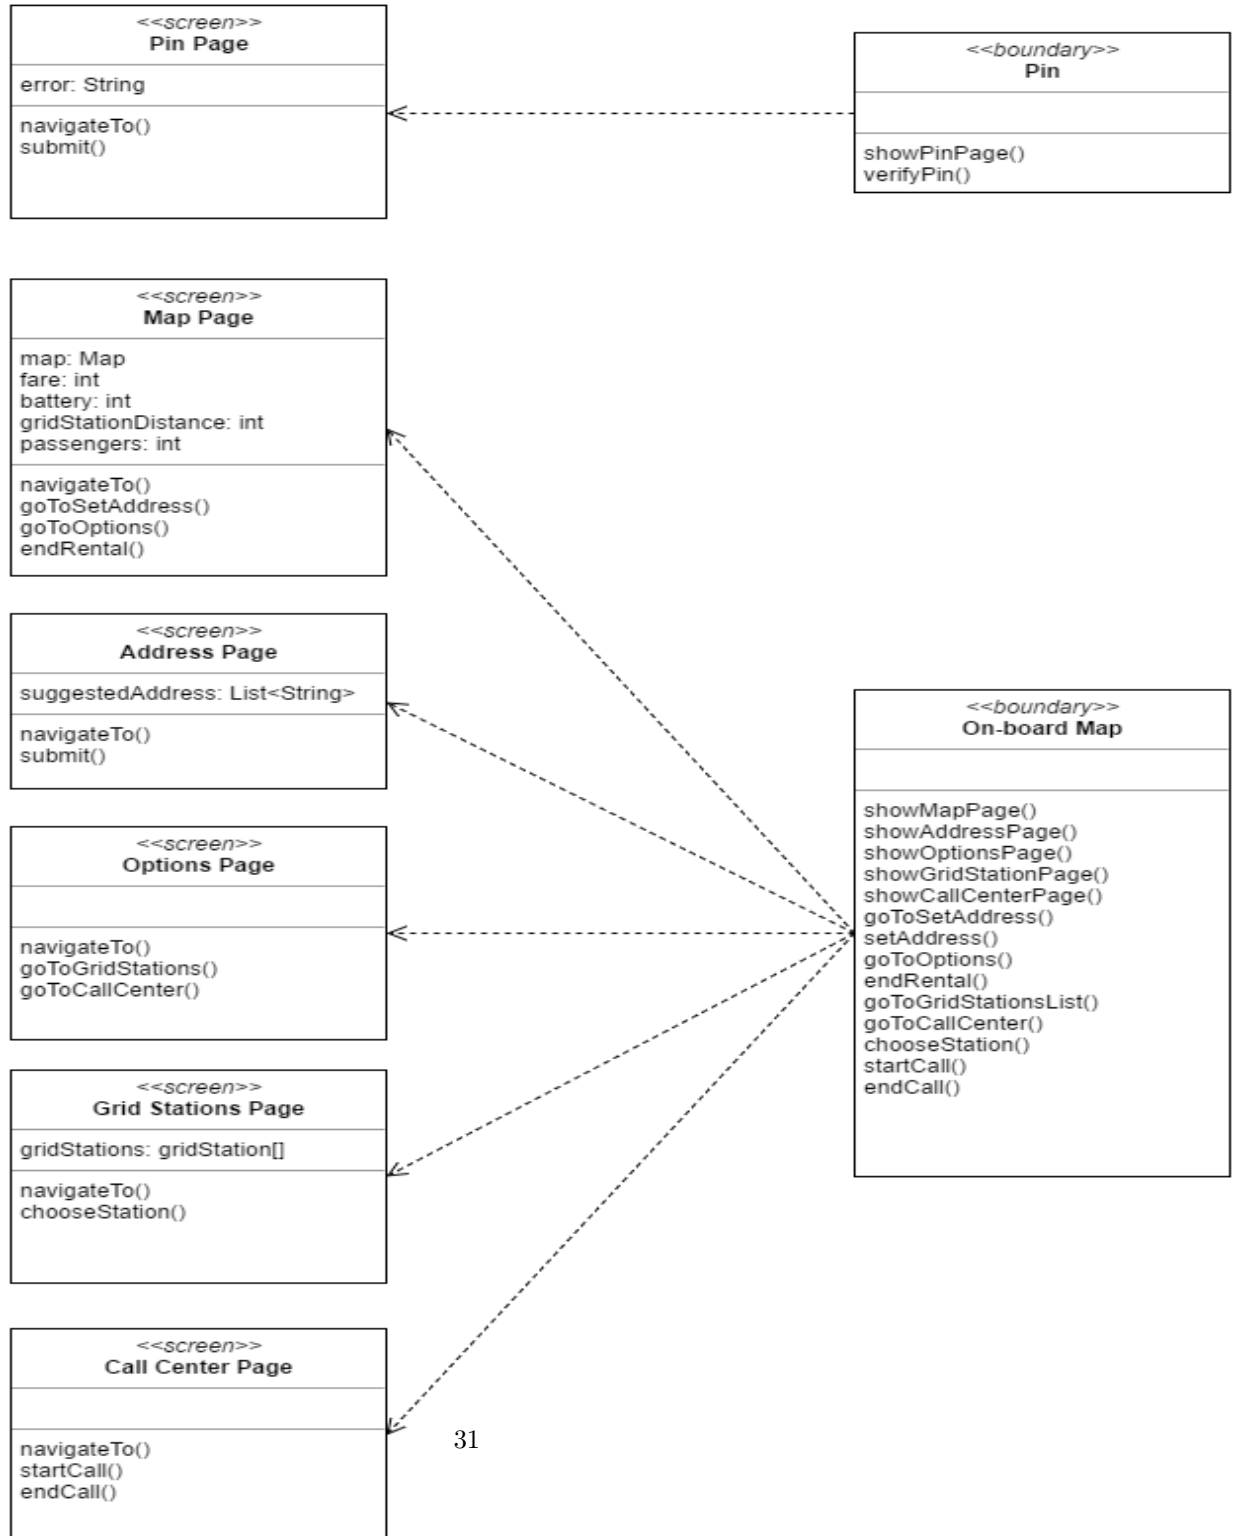 <<screen>>
Pin Page
error: String
navigateTo()
submit()
<<boundary>>
Pin
showPinPage()
verifyPin()
<<screen>>
Map Page
map: Map
fare: int
battery: int
gridStationDistance: int
passengers: int
navigateTo()
goToSetAddress()
goToOptions()
endRental()
<<screen>>
Address Page
suggestedAddress: List<String>
navigateTo()
submit()
<<screen>>
Options Page
navigateTo()
goToGridStations()
goToCallCenter()
<<screen>>
Grid Stations Page
gridStations: gridStation[]
navigateTo()
chooseStation()
<<screen>>
Call Center Page
navigateTo()
startCall()
endCall()
<<boundary>>
On-board Map
showMapPage()
showAddressPage()
showOptionsPage()
showGridStationPage()
showCallCenterPage()
goToSetAddress()
setAddress()
goToOptions()
endRental()
goToGridStationsList()
goToCallCenter()
chooseStation()
startCall()
endCall()
31